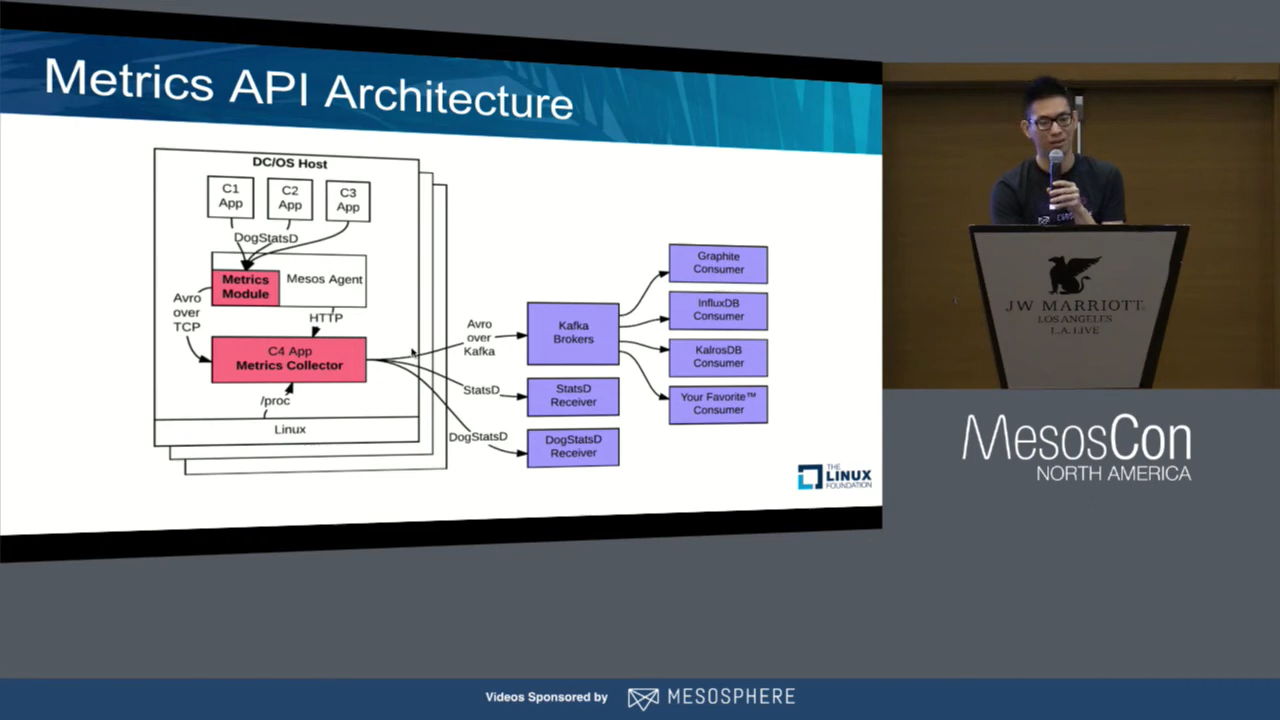 Metrics API Architecture
DC/OS Host
C1
App
C2
App
C3
App
DogStatsD
Metrics
Module
Mesos Agent
Avro
over
TCP
HTTP
C4 App
Metrics Collector
/proc
Linux
Avro
over
Kafka
StatsD
DogStatsD
Kafka
Brokers
StatsD
Receiver
DogStatsD
Receiver
Graphite
Consumer
InfluxDB
Consumer
KalrosDB
Consumer
Your Favorite™
Consumer
THE
LINUX
FOUNDATION
JW MARRIOTT
LOS ANGELES
L.A. LIVE
MesosCon
NORTH AMERICA
Videos Sponsored by
MESOSPHERE